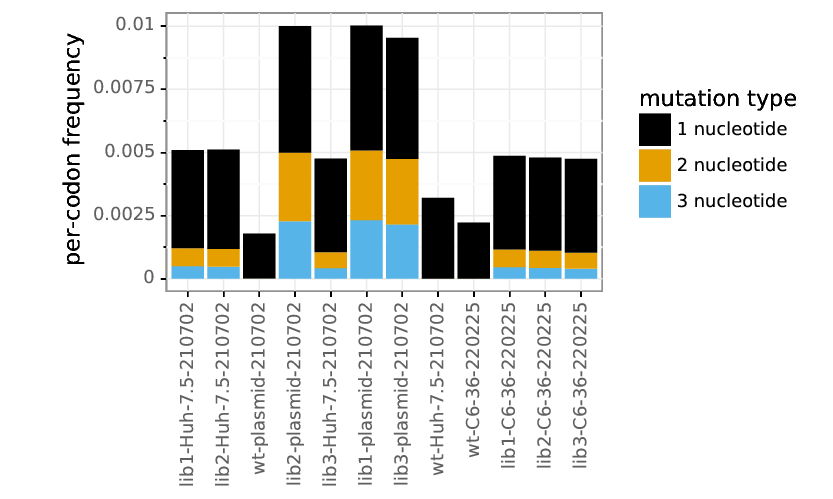 per-codon frequency
0.01
0.0075
0.005
0.0025
0
lib1-Huh-7.5-210702
lib2-Huh-7.5-210702
wt-plasmid-210702
lib2-plasmid-210702
lib3-Huh-7.5-210702
lib1-plasmid-210702
lib3-plasmid-210702
wt-Huh-7.5-210702
wt-C6-36-220225
lib1-C6-36-220225
lib2-C6-36-220225
lib3-C6-36-220225
mutation type
1 nucleotide
2 nucleotide
3 nucleotide